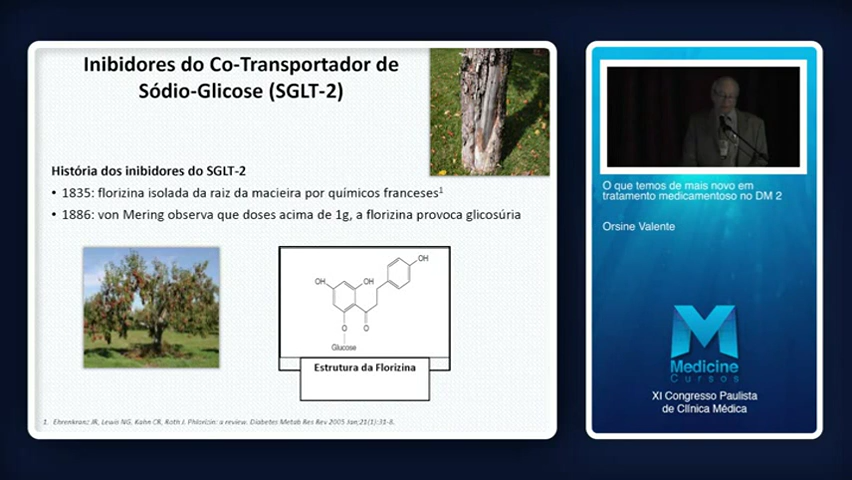 Inibidores do Co-Transportador de
Sódio-Glicose (SGLT-2)
História dos inibidores do SGLT-2
• 1835: florizina isolada da raiz da macieira por químicos franceses¹
• 1886: von Mering observa que doses acima de 1g, a florizina provoca glicosúria
OH
OH
OH
O
O
Glucose
Estrutura da Florizina
1. Ehrenkranz JR, Lewis NG, Kahn CR, Roth J. Phlorizin: a review. Diabetes Metab Res Rev 2005 Jan;21(1):31-8.
O que temos de mais novo em
tratamento medicamentoso no DM 2
Orsine Valente
M
Medicine
Cursos
XI Congresso Paulista
de Clínica Médica